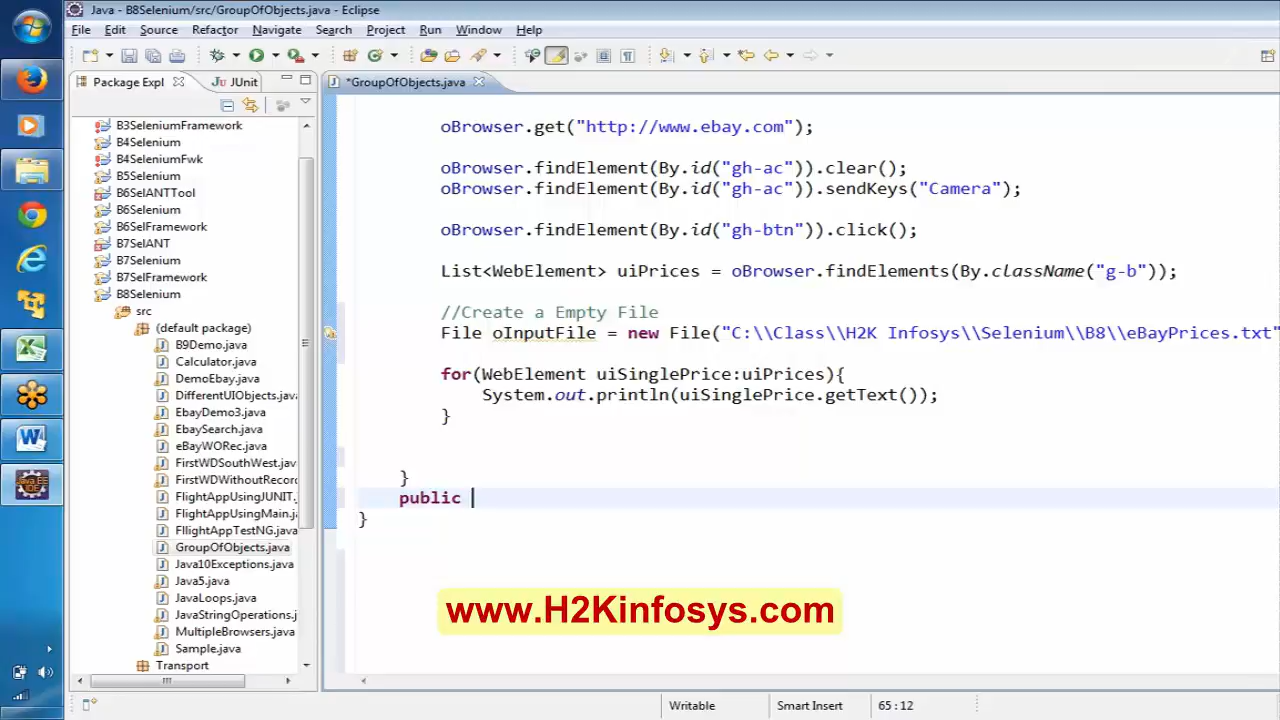 Java - B8Selenium/src/GroupOfObjects.java - Eclipse
File Edit Source Refactor Navigate Search Project Run Window Help
Package Expl JUnit *GroupOfObjects.java
B3SeleniumFramework
B4Selenium
B4SeleniumFwk
B5Selenium
B6SelANTTool
B6Selenium
B6SelFramework
B7SelANT
B7Selenium
B7SelFramework
B8Selenium
src
(default package)
B9Demo.java
Calculator.java
DemoEbay.java
DifferentUIObjects.java
EbayDemo3.java
EbaySearch.java
eBayWORec.java
FirstWDSouthWest.jav
FirstWDWithoutRecord
FlightAppUsingJUNIT.
FlightAppUsingMain.j
FlIightAppTestNG.java
GroupOfObjects.java
Java10Exceptions.java
Java5.java
JavaLoops.java
JavaStringOperations.j
MultipleBrowsers.java
Sample.java
Transport
oBrowser.get("http://www.ebay.com");
oBrowser.findElement(By.id("gh-ac")).clear();
oBrowser.findElement(By.id("gh-ac")).sendKeys("Camera");
oBrowser.findElement(By.id("gh-btn")).click();
List<WebElement> uiPrices = oBrowser.findElements(By.className("g-b"));
//Create a Empty File
File oInputFile = new File("C:\\Class\\H2K Infosys\\Selenium\\B8\\eBayPrices.txt"
for(WebElement uiSinglePrice:uiPrices){
System.out.println(uiSinglePrice.getText());
}
}
public
}
www.H2Kinfosys.com
Writable Smart Insert 65 : 12